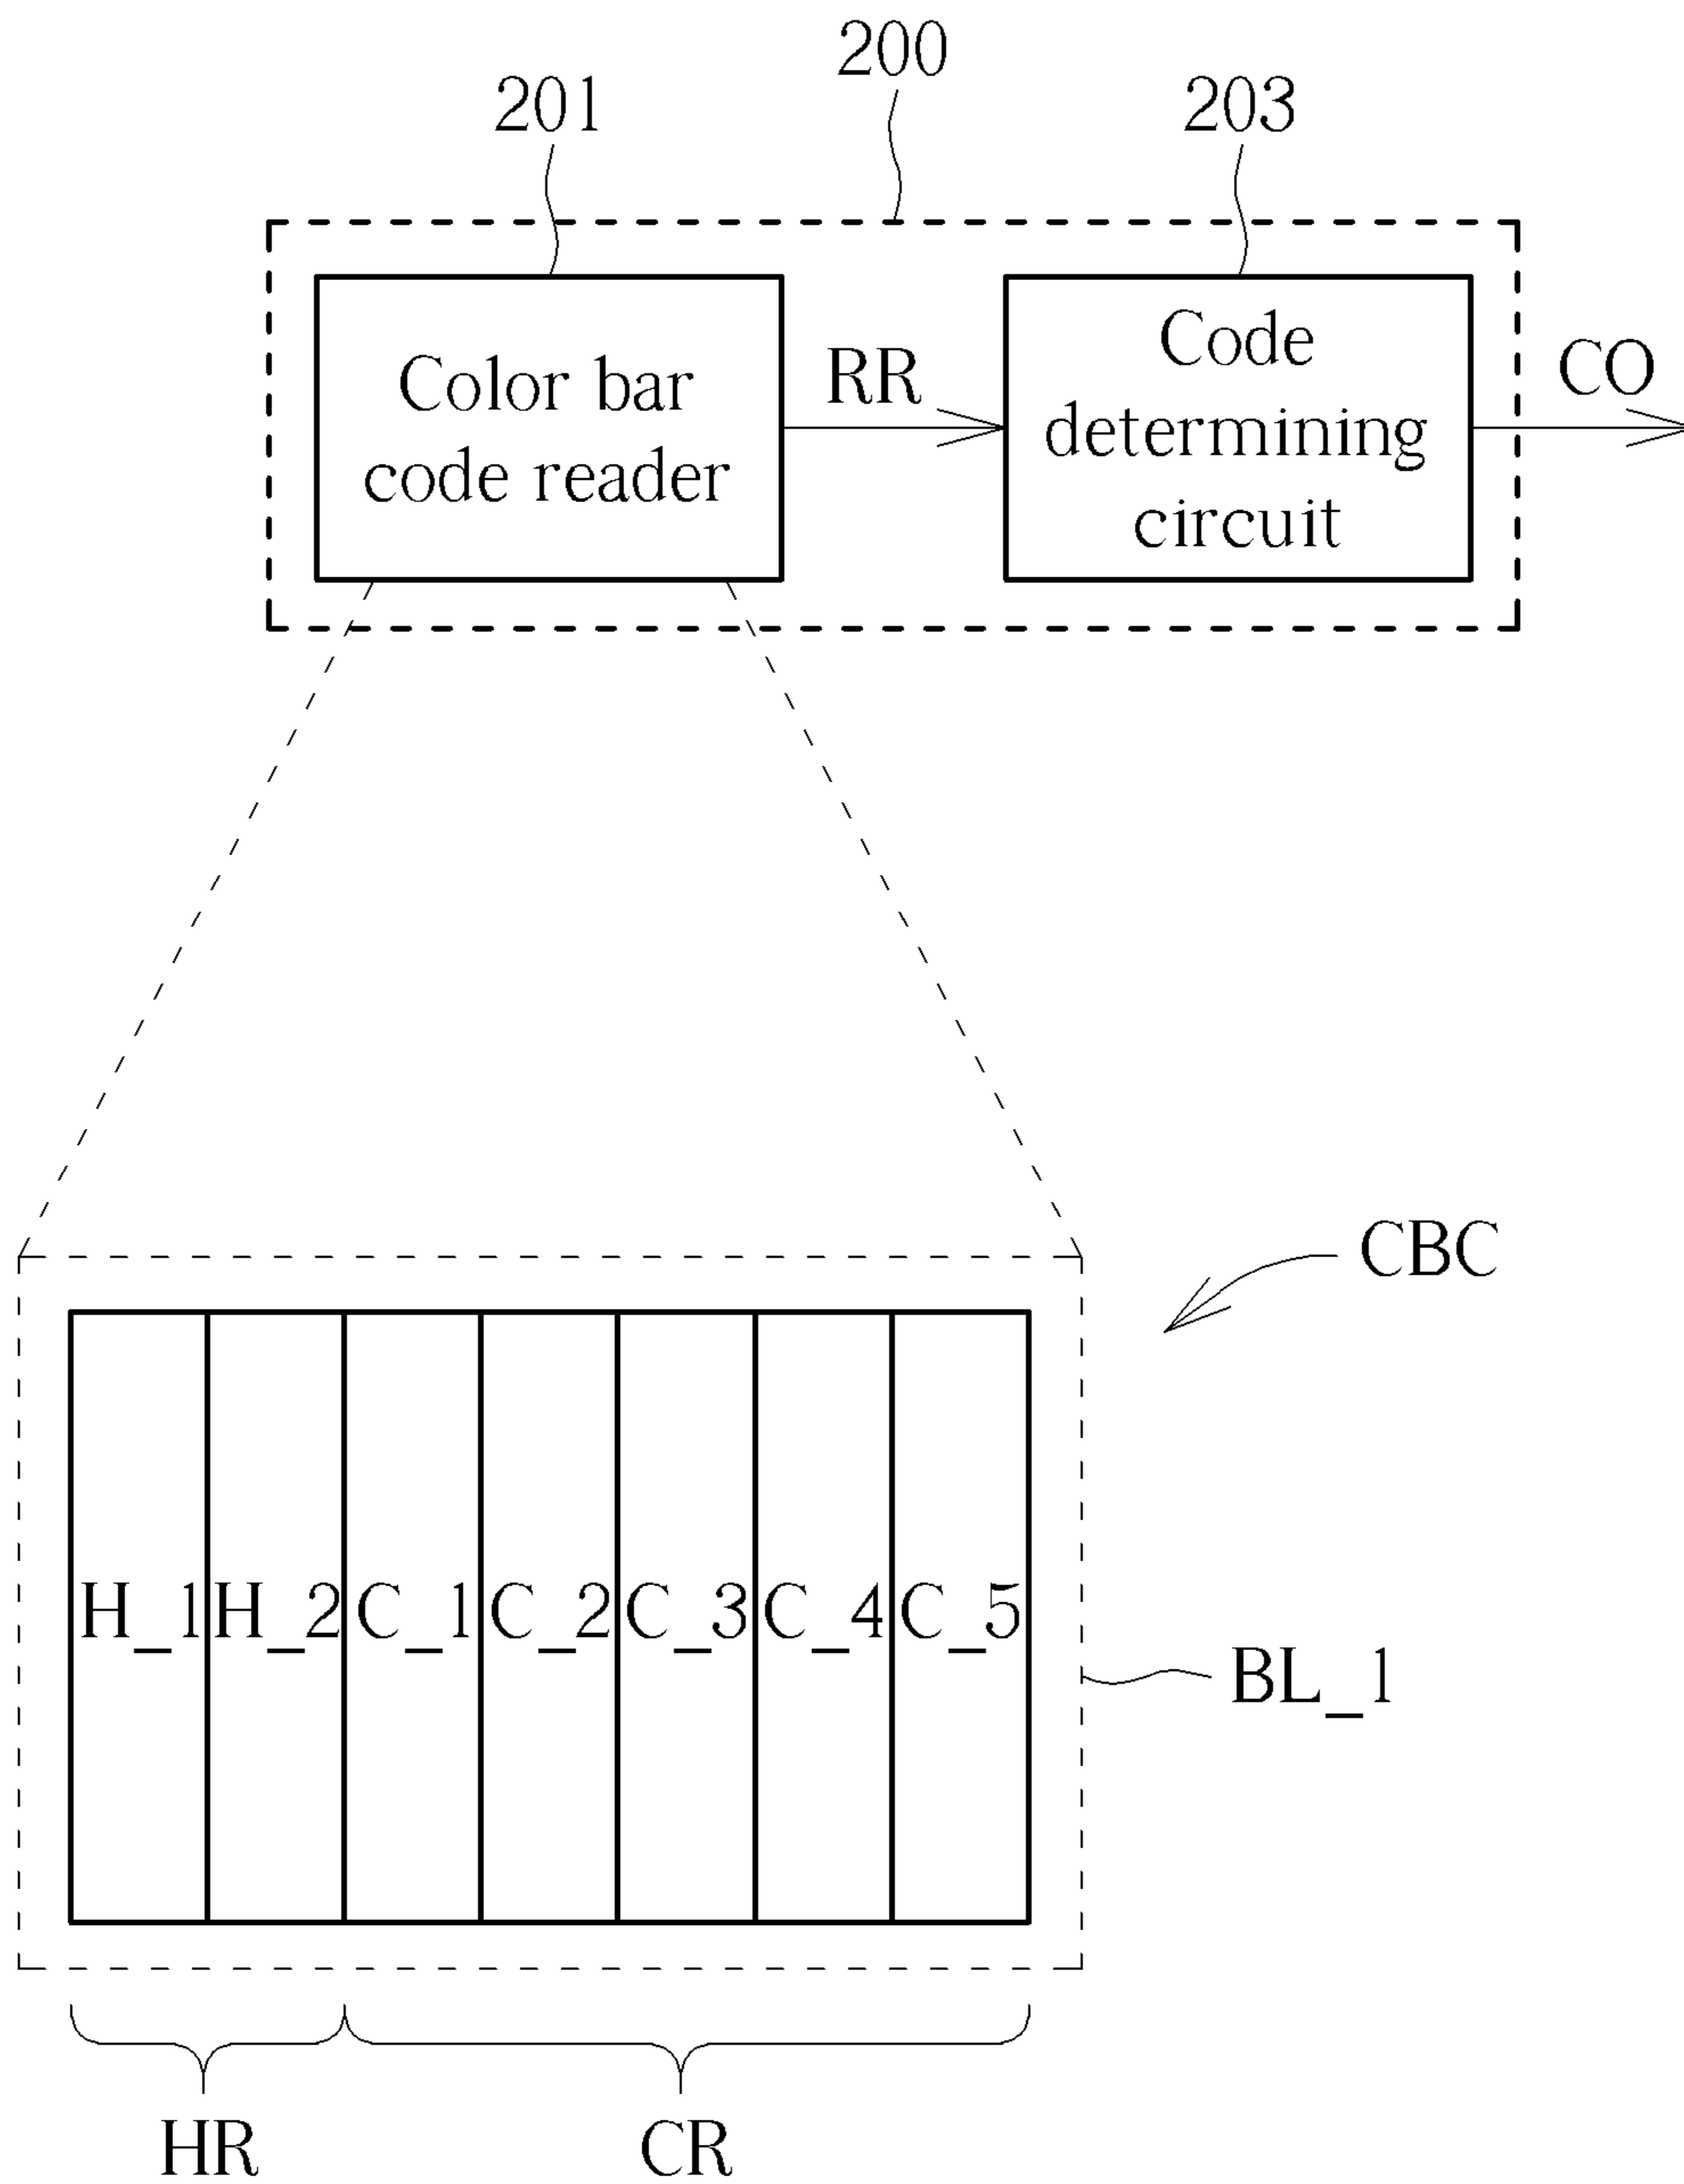 200
201
203
Color bar
code reader
RR
Code
determining
circuit
CO
CBC
H_1 H_2 C_1 C_2 C_3 C_4 C_5
BL_1
HR
CR